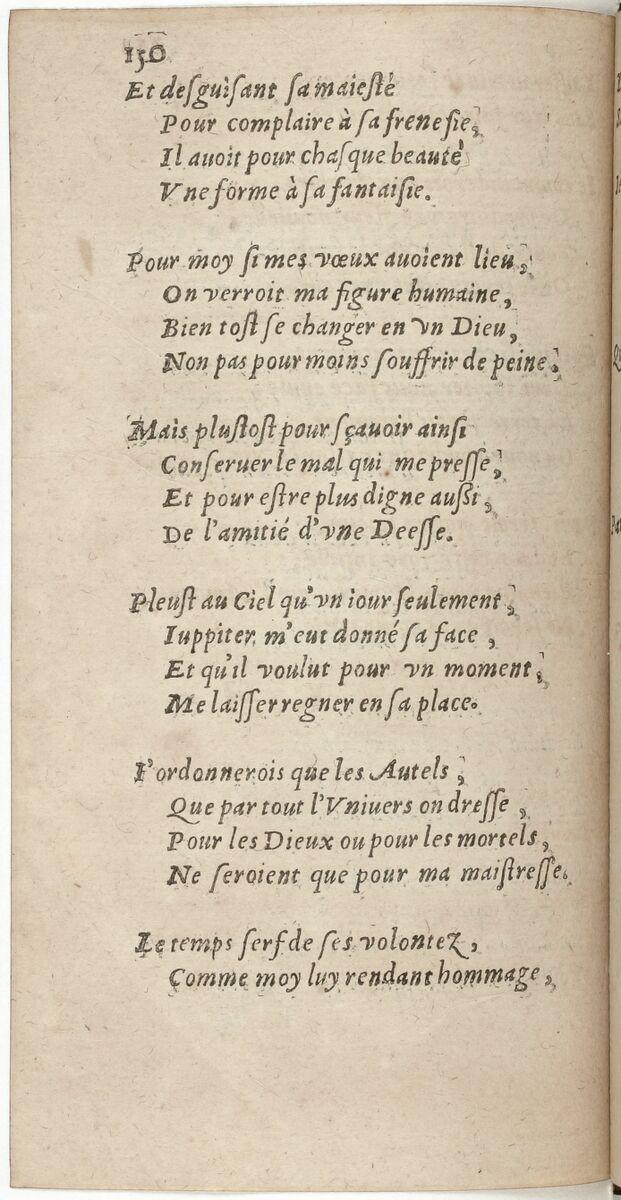 150
Et desguisant sa maiesté
Pour complaire à sa frenesie,
Il auoit pour chasque beauté
Vne forme à sa fantaisie.
Pour moy si mes vœux auoient lieu,
On verroit ma figure humaine,
Bien tost se changer en vn Dieu,
Non pas pour moins souffrir de peine,
Mais plustost pour sçauoir ainsi
Conseruer le mal qui me presse,
Et pour estre plus digne aussi,
De l'amitié d'vne Deesse.
Pleust au Ciel qu'vn iour seulement,
Iuppiter m'eut donné sa face,
Et qu'il voulut pour vn moment,
Me laisser regner en sa place.
I'ordonnerois que les Autels,
Que par tout l'Vniuers on dresse,
Pour les Dieux ou pour les mortels,
Ne seroient que pour ma maistresse.
Le temps serf de ses volontez,
Comme moy luy rendant hommage,